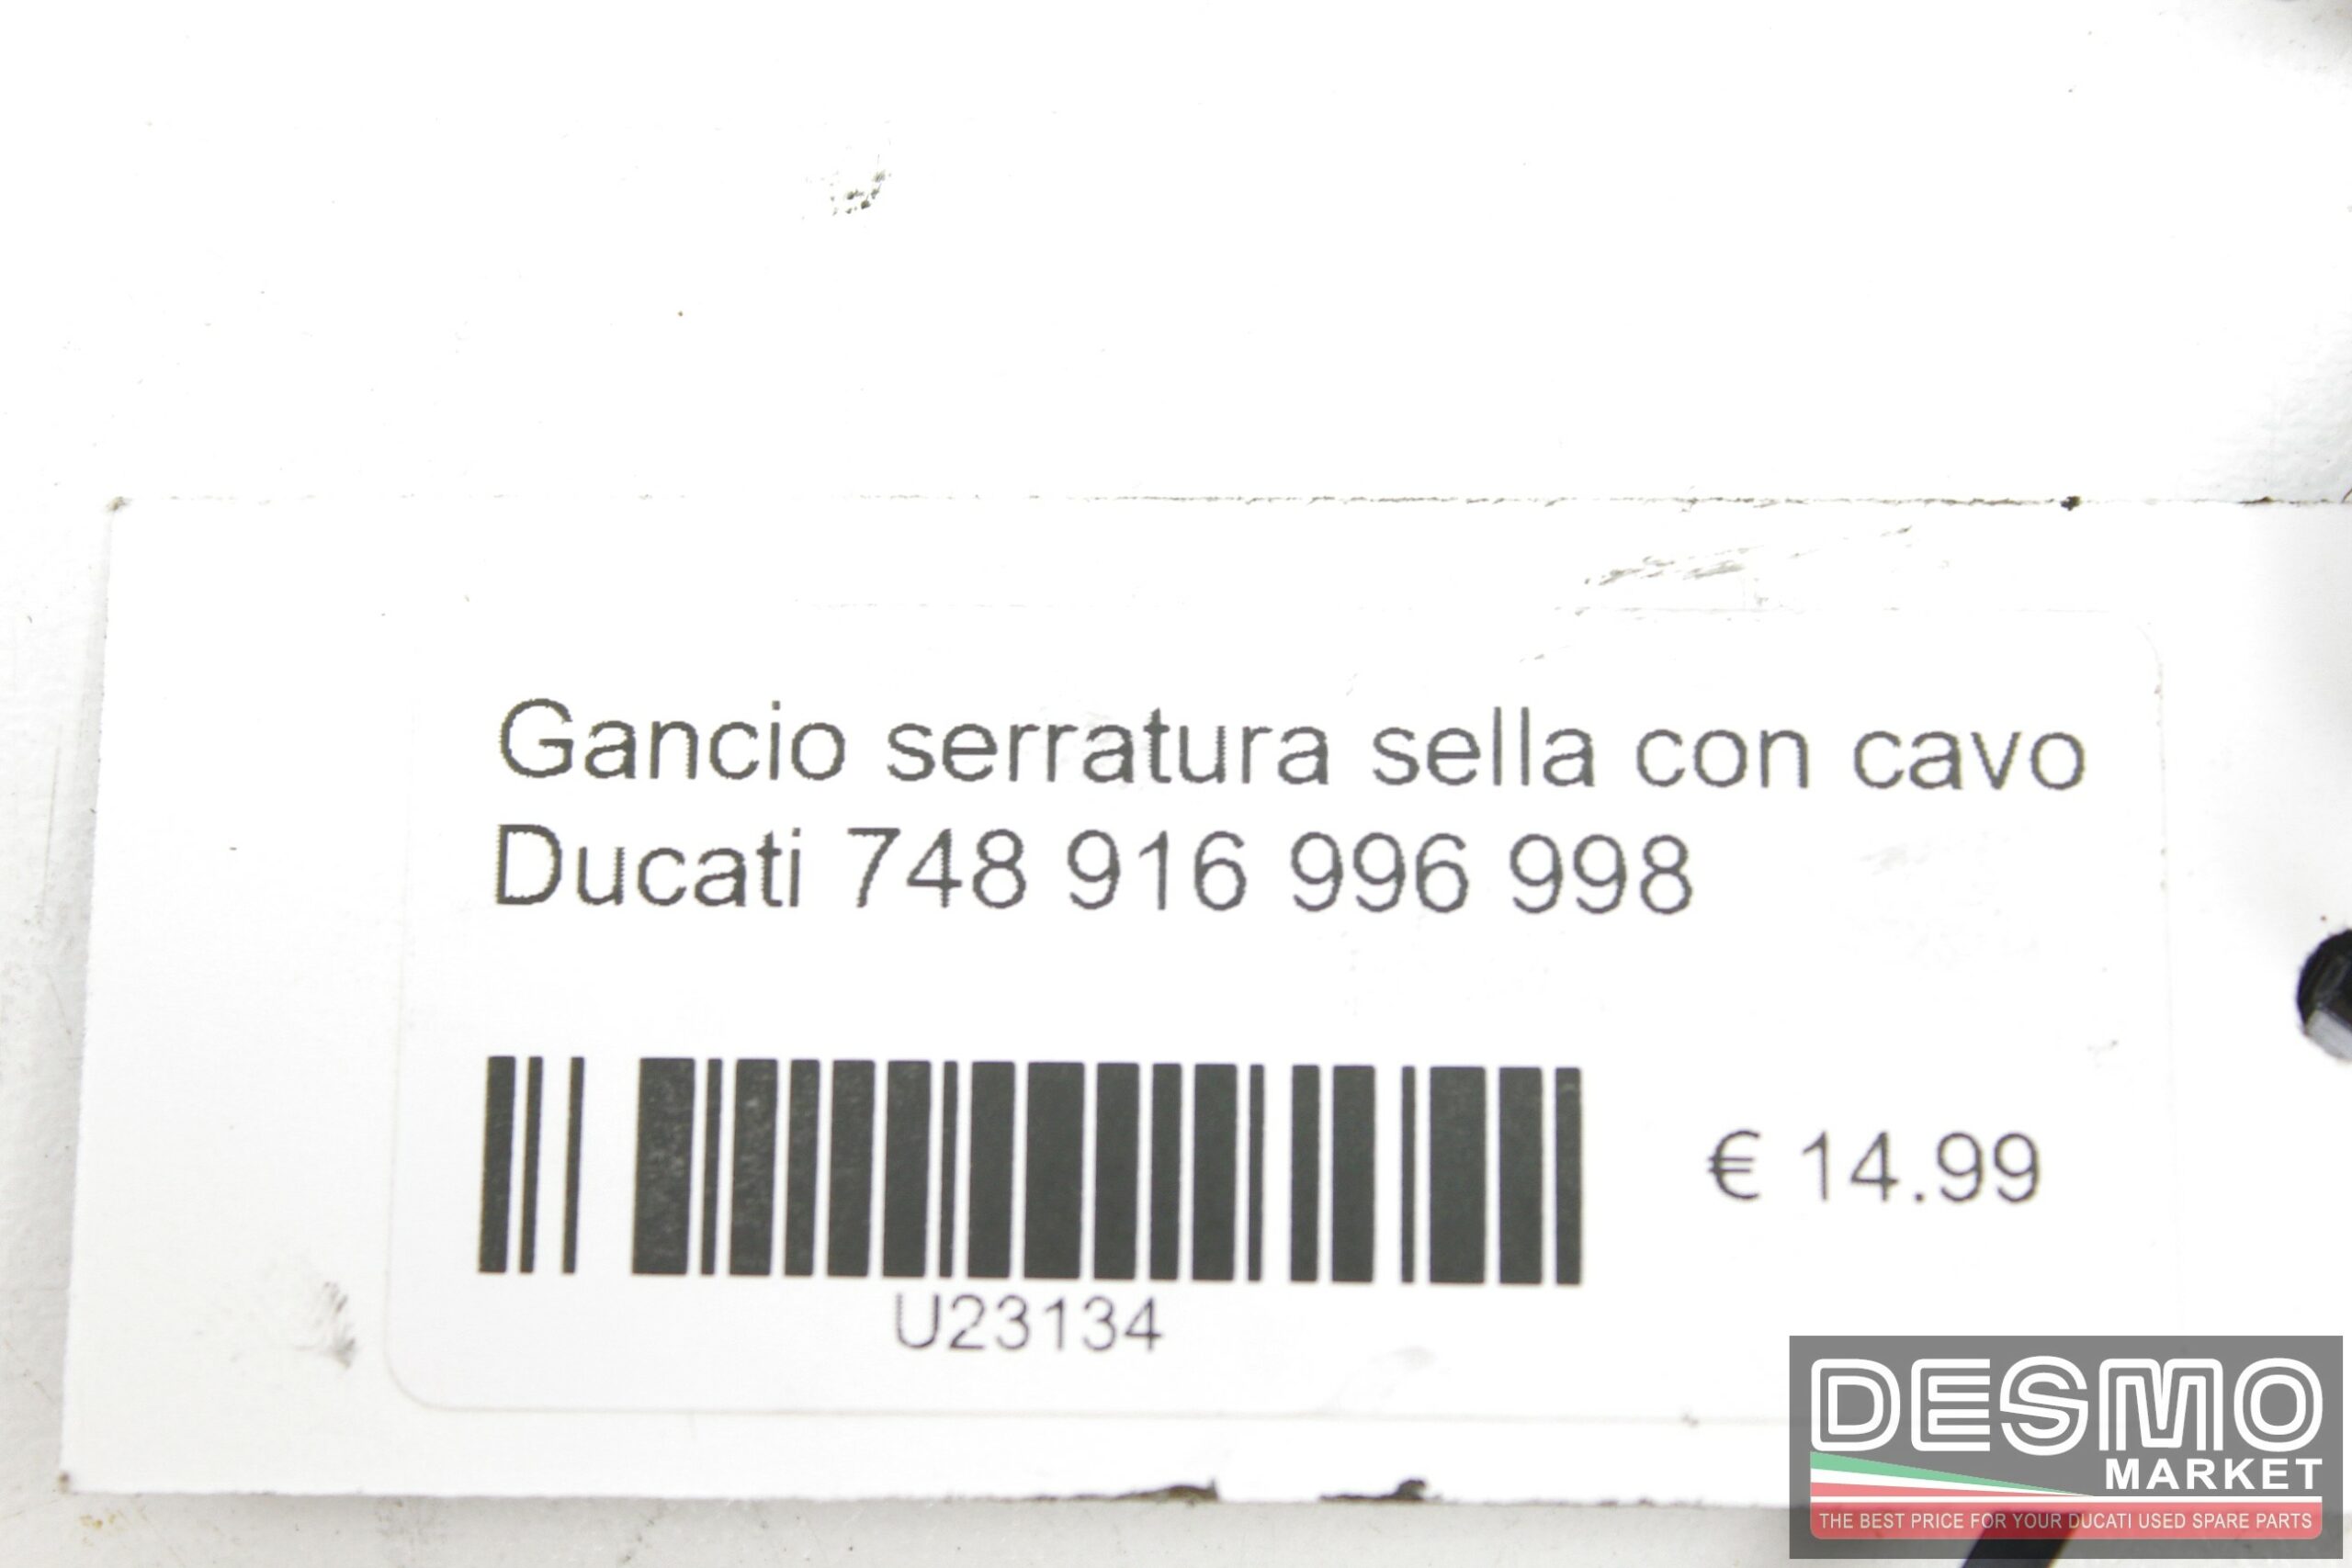 Gancio serratura sella con cavo
Ducati 748 916 996 998
€ 14.99
U23134
DESMO
MARKET
THE BEST PRICE FOR YOUR DUCATI USED SPARE PARTS